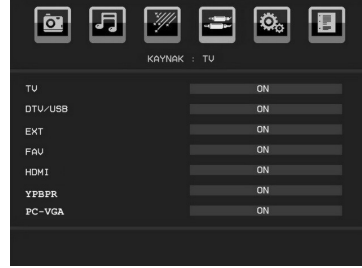 KAYNAK : TV
TV ON
DTV/USB ON
EXT ON
FAV ON
HDMI ON
YPBPR ON
PC-VGA ON